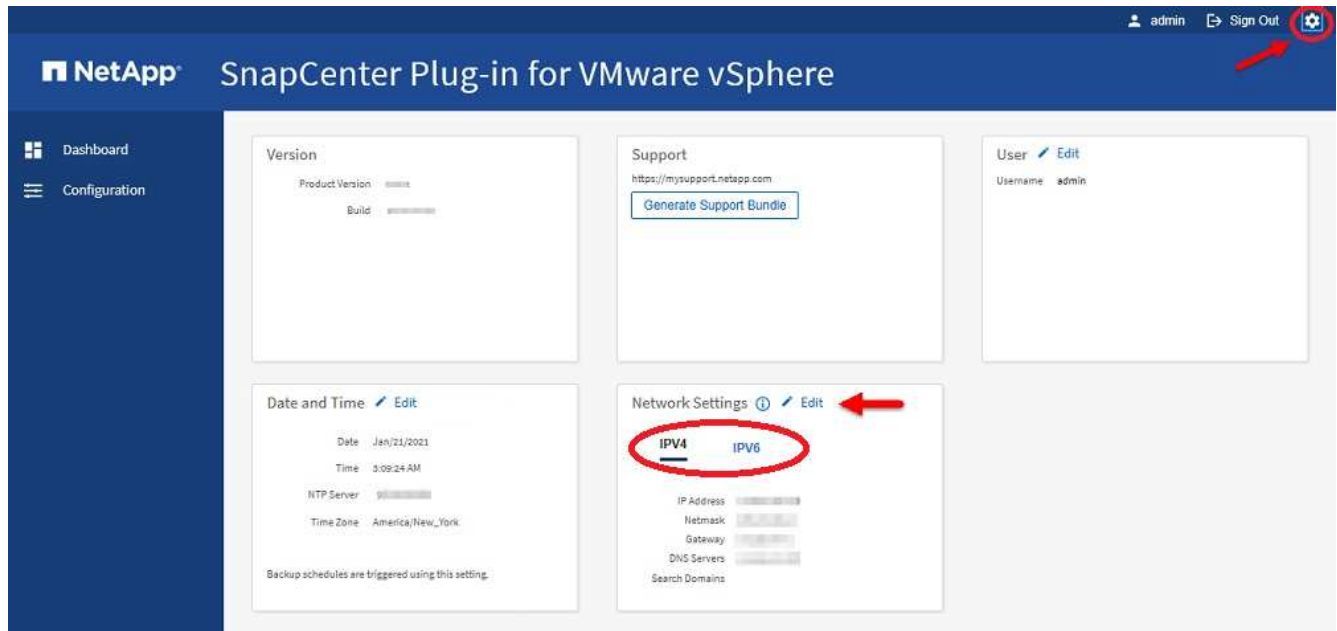 admin Sign Out
NetApp SnapCenter Plug-in for VMware vSphere
Dashboard
Configuration
Version
Product Version
Build
Support
https://mysupport.netapp.com
Generate Support Bundle
User Edit
Username admin
Date and Time Edit
Date Jan/21/2021
Time 3:09:24 AM
NTP Server
Time Zone America/New_York
Backup schedules are triggered using this setting.
Network Settings Edit
IPV4 IPV6
IP Address
Netmask
Gateway
DNS Servers
Search Domains